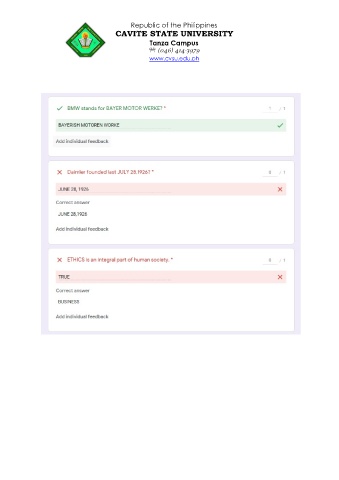 Republic of the Philippines
CAVITE STATE UNIVERSITY
Tanza Campus
☏ (046) 414-3979
www.cvsu.edu.ph
BMW stands for BAYER MOTOR WERKE? *
1 / 1
BAYERISH MOTOREN WORKE
Add individual feedback
Daimler founded last JULY 28,1926? *
0 / 1
JUNE 28, 1926
Correct answer
JUNE 28,1926
Add individual feedback
ETHICS is an integral part of human society. *
0 / 1
TRUE
Correct answer
BUSINESS
Add individual feedback